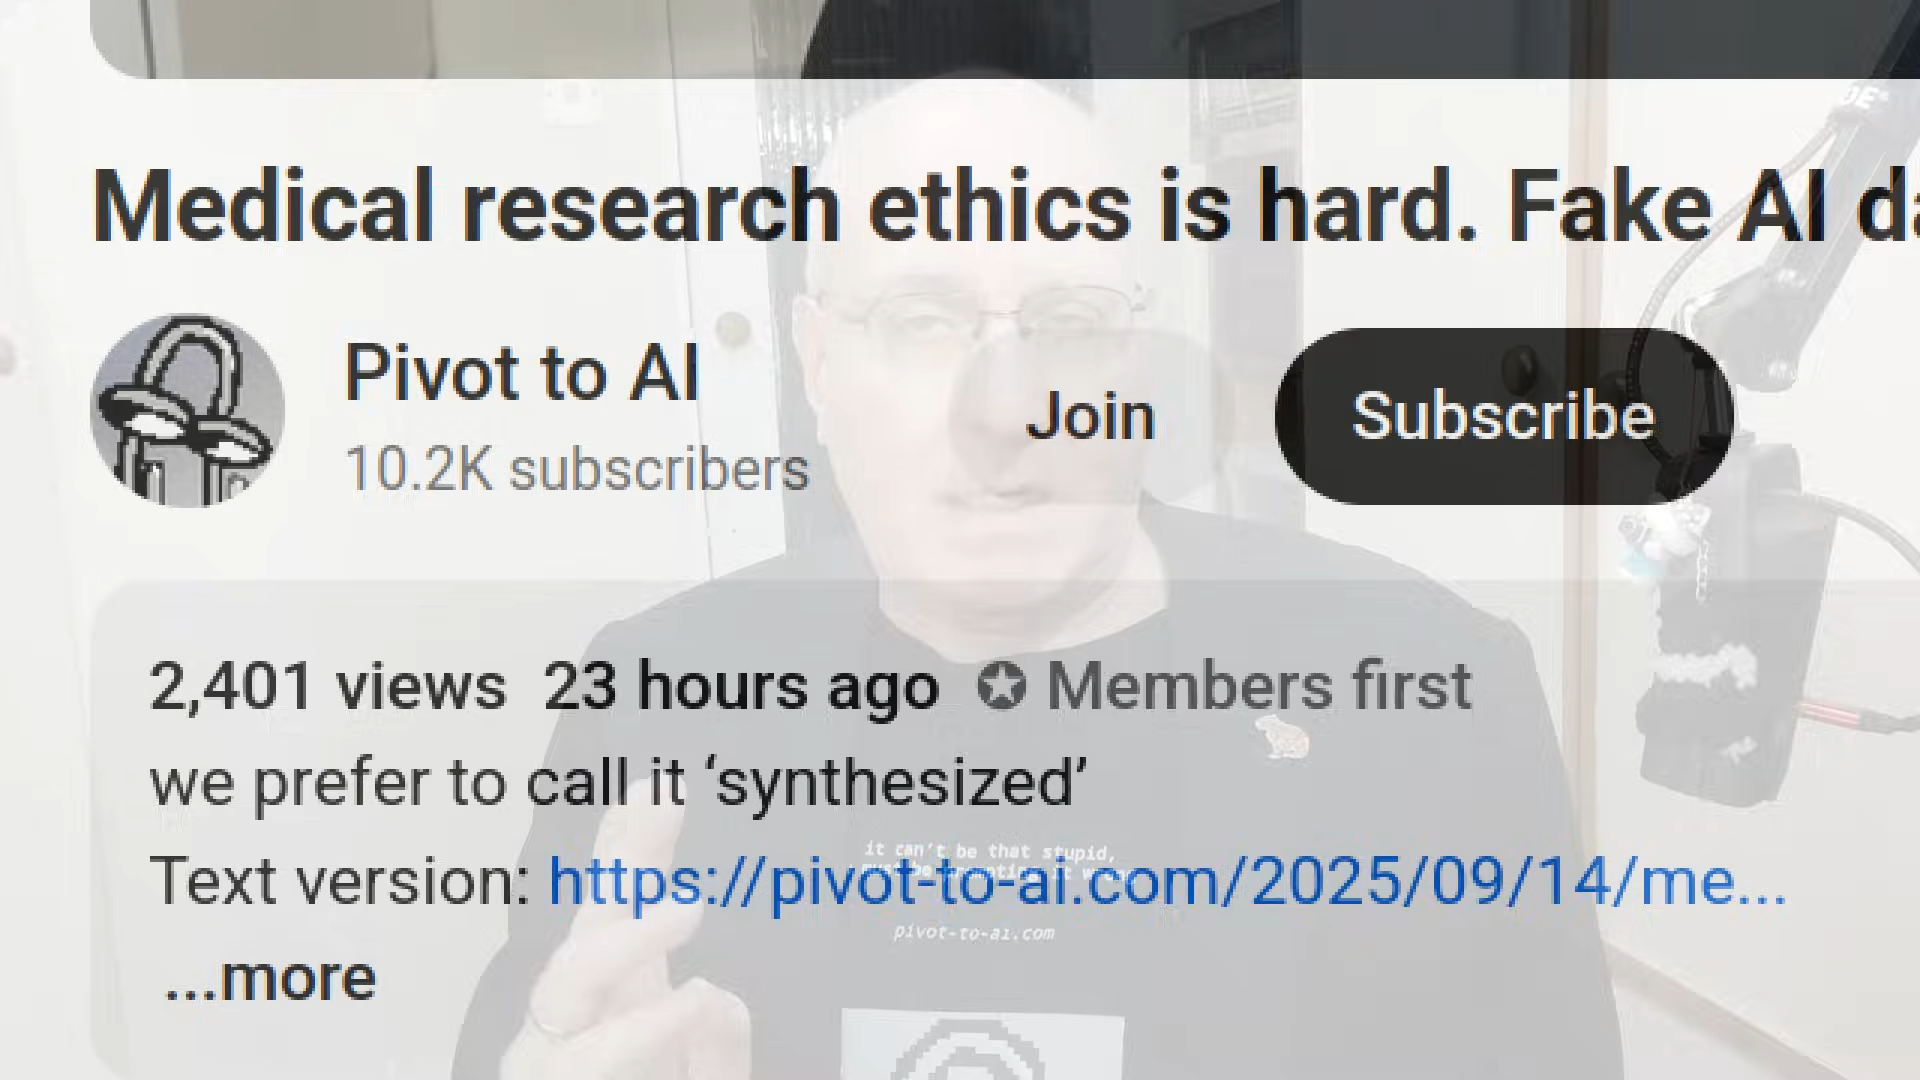 Medical research ethics is hard. Fake AI da
Pivot to AI
10.2K subscribers
Join
Subscribe
2,401 views 23 hours ago ✪ Members first
we prefer to call it ‘synthesized’
it can't be that stupid,
Text version: https://pivot-to-ai.com/2025/09/14/me...
pivot-to-ai.com
...more